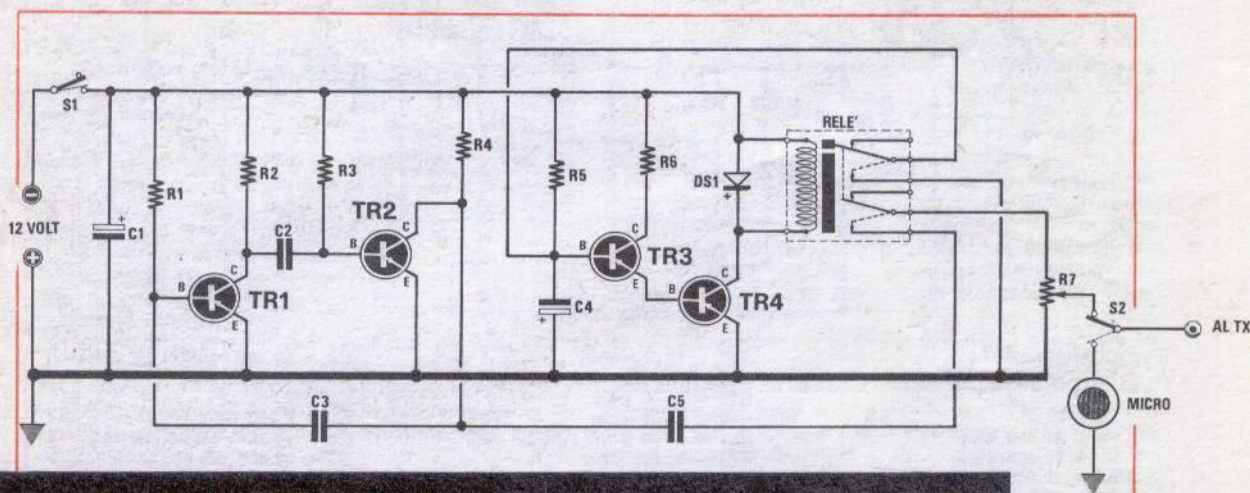 S1
12 VOLT
C1
R1
R2
C2
R3
B
C
E
TR1
TR2
B
C
E
R4
R5
C4
R6
B
C
E
TR3
B
C
E
TR4
DS1
RELE'
R7
S2
AL TX
MICRO
C3
C5